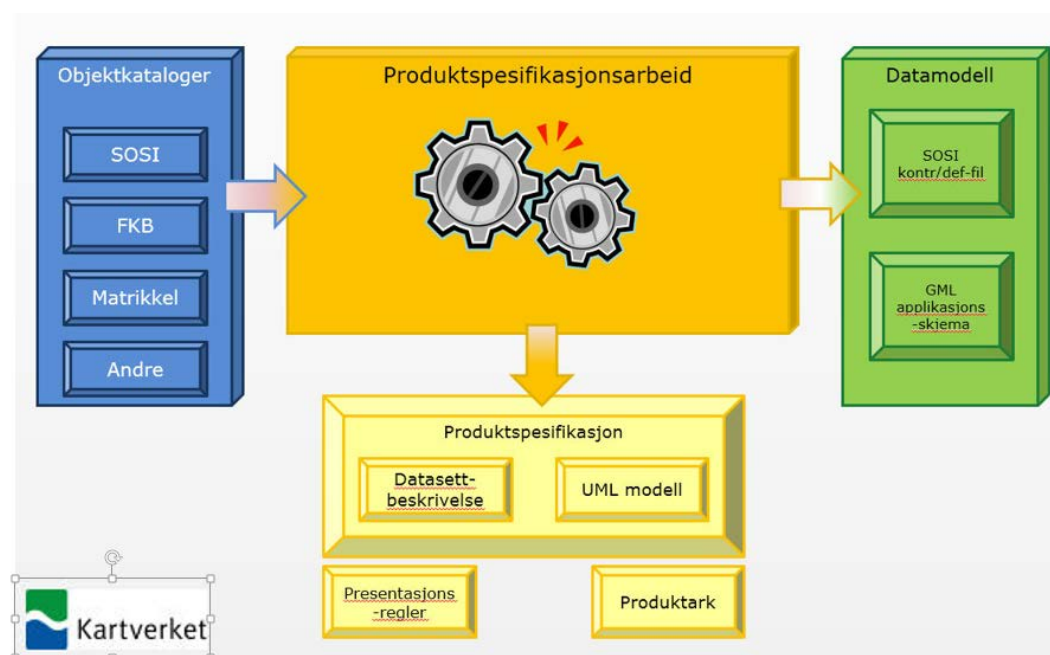 Objektkataloger
SOSI
FKB
Matrikkel
Andre
Produktspesifikasjonsarbeid
Datamodell
SOSI
kontr/def-fil
GML
applikasjons
-skjema
Produktspesifikasjon
Datasett-
beskrivelse
UML modell
Presentasjons
-regler
Produktark
Kartverket